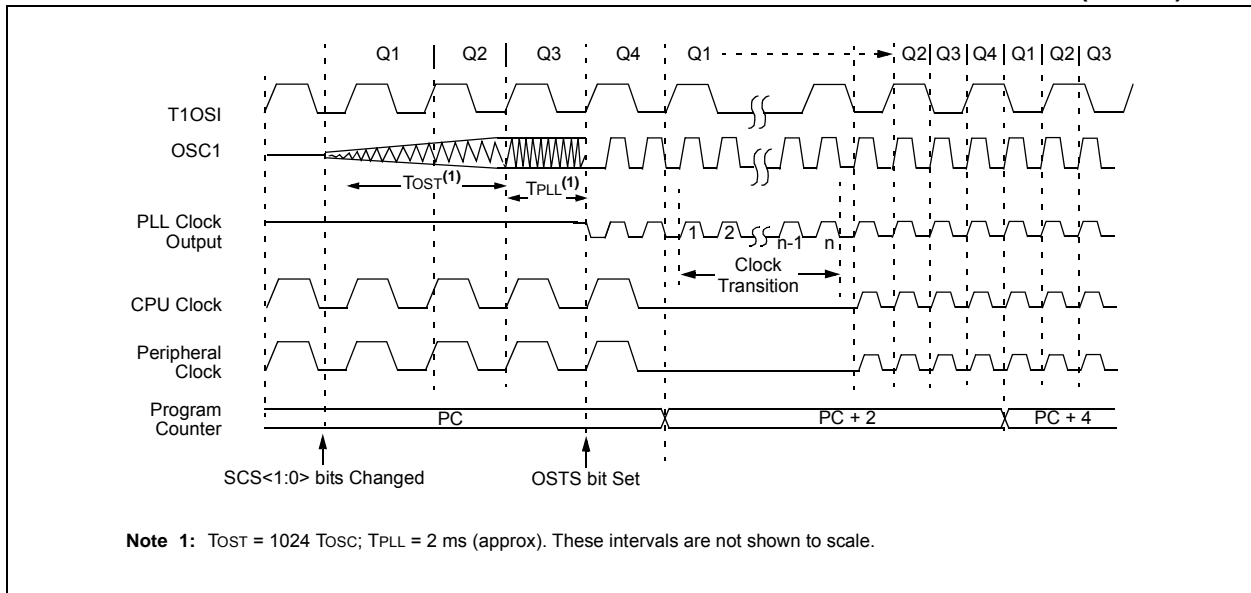 Q1 Q2 Q3 Q4 Q1 Q2 Q3 Q4 Q1 Q2 Q3
T1OSI
OSC1
TOST(1) TPLL(1)
PLL Clock
Output
1 2 n-1 n
Clock
Transition
CPU Clock
Peripheral
Clock
Program
Counter
PC PC + 2 PC + 4
SCS<1:0> bits Changed OSTS bit Set
Note 1: TOST = 1024 TOSC; TPLL = 2 ms (approx). These intervals are not shown to scale.